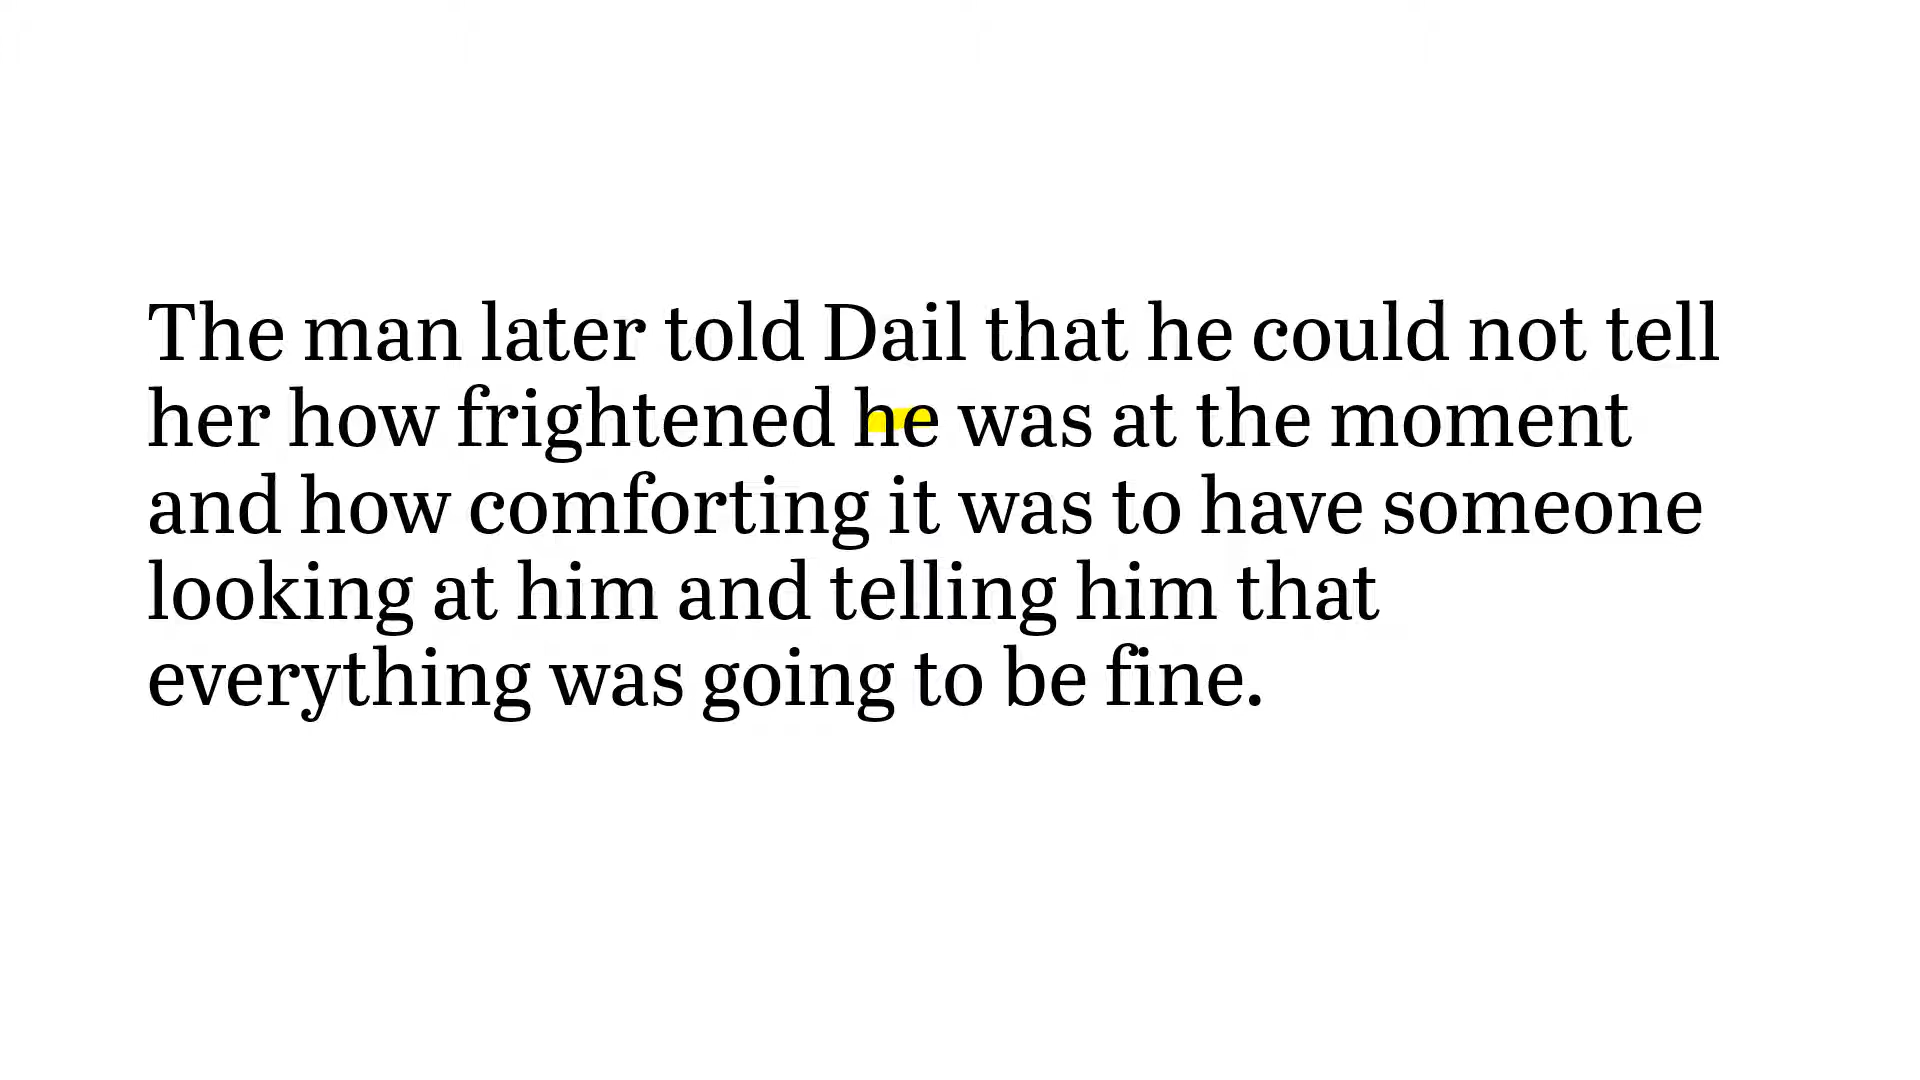 The man later told Dail that he could not tell
her how frightened he was at the moment
and how comforting it was to have someone
looking at him and telling him that
everything was going to be fine.